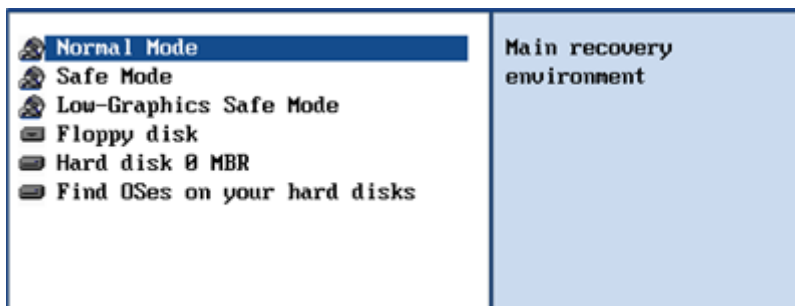 Normal Mode
Safe Mode
Low-Graphics Safe Mode
Floppy disk
Hard disk 0 MBR
Find OSes on your hard disks
Main recovery
environment